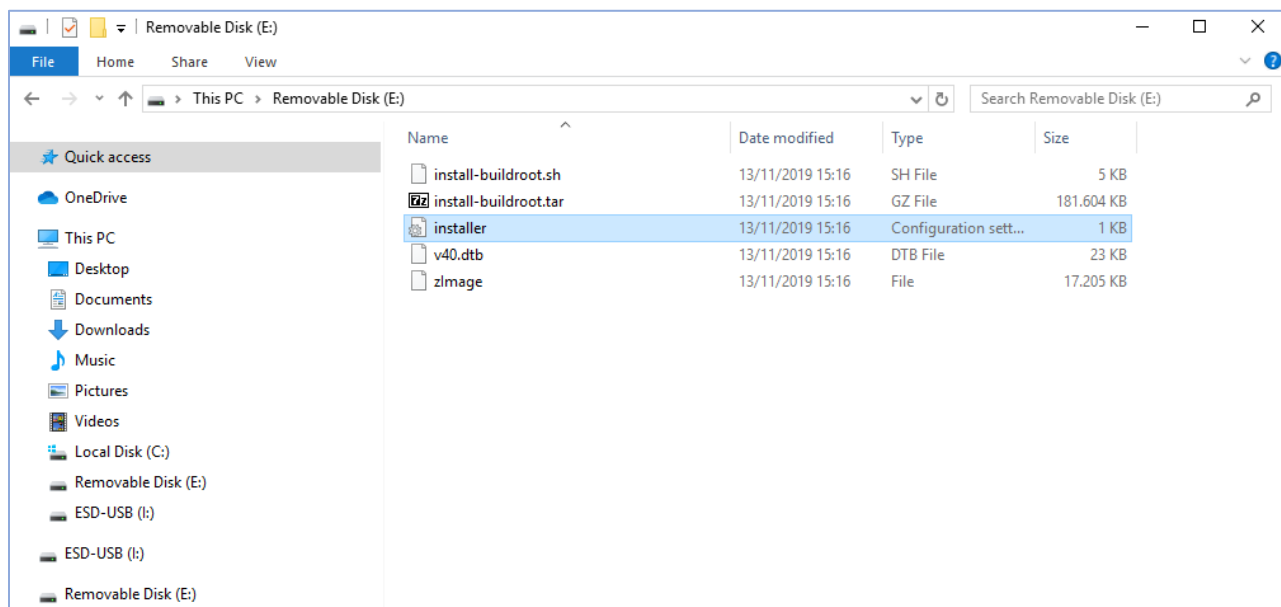 Removable Disk (E:)
File Home Share View
This PC > Removable Disk (E:) Search Removable Disk (E:)
Name Date modified Type Size
Quick access
OneDrive
This PC
Desktop
Documents
Downloads
Music
Pictures
Videos
Local Disk (C:)
Removable Disk (E:)
ESD-USB (I:)
ESD-USB (I:)
Removable Disk (E:)
install-buildroot.sh 13/11/2019 15:16 SH File 5 KB
install-buildroot.tar 13/11/2019 15:16 GZ File 181.604 KB
installer 13/11/2019 15:16 Configuration sett... 1 KB
v40.dtb 13/11/2019 15:16 DTB File 23 KB
zImage 13/11/2019 15:16 File 17.205 KB